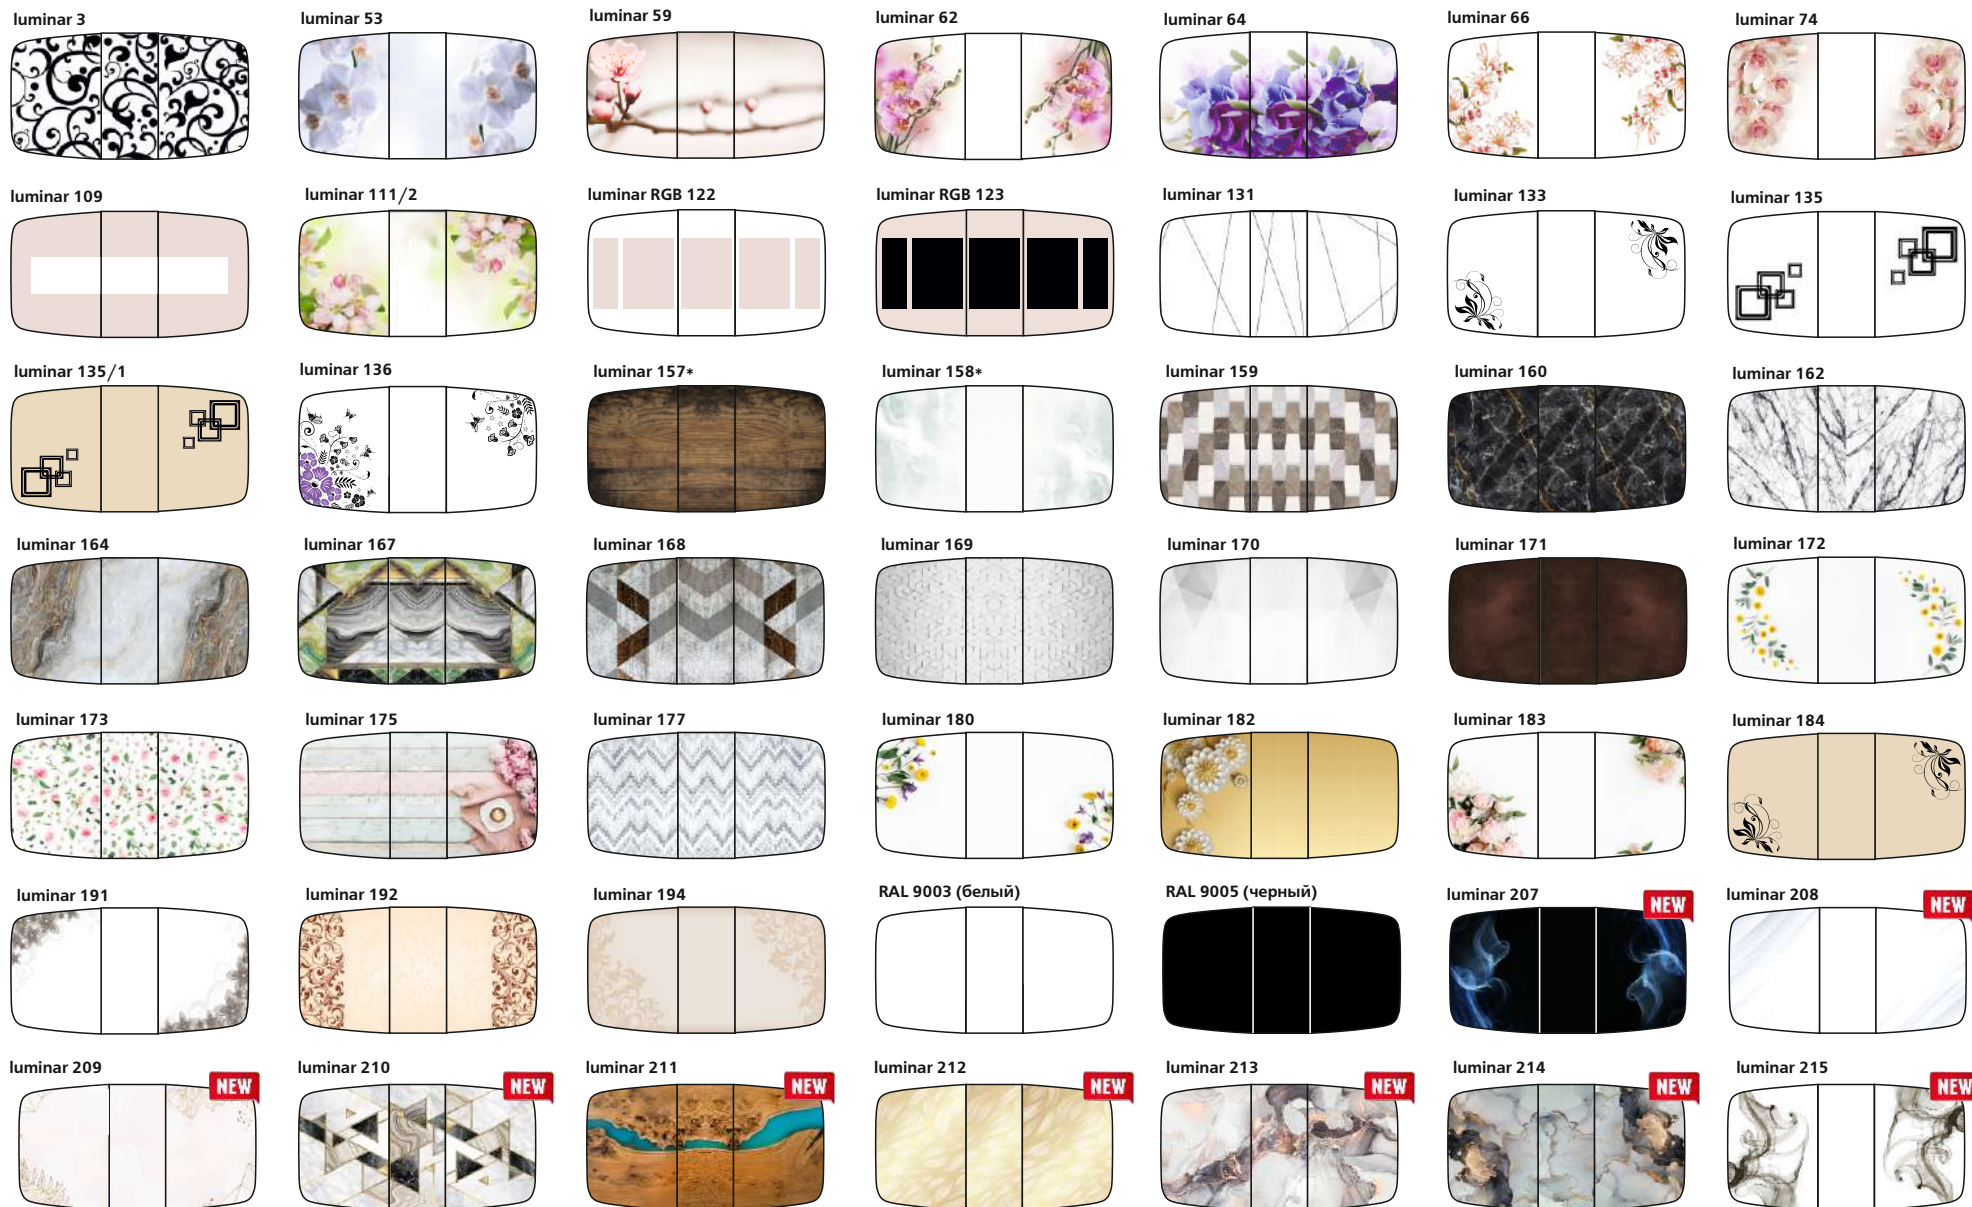 luminar 3
luminar 53
luminar 59
luminar 62
luminar 64
luminar 66
luminar 74
luminar 109
luminar 111/2
luminar RGB 122
luminar RGB 123
luminar 131
luminar 133
luminar 135
luminar 135/1
luminar 136
luminar 157*
luminar 158*
luminar 159
luminar 160
luminar 162
luminar 164
luminar 167
luminar 168
luminar 169
luminar 170
luminar 171
luminar 172
luminar 173
luminar 175
luminar 177
luminar 180
luminar 182
luminar 183
luminar 184
luminar 191
luminar 192
luminar 194
RAL 9003 (белый)
RAL 9005 (черный)
luminar 207
NEW
luminar 208
NEW
luminar 209
NEW
luminar 210
NEW
luminar 211
NEW
luminar 212
NEW
luminar 213
NEW
luminar 214
NEW
luminar 215
NEW